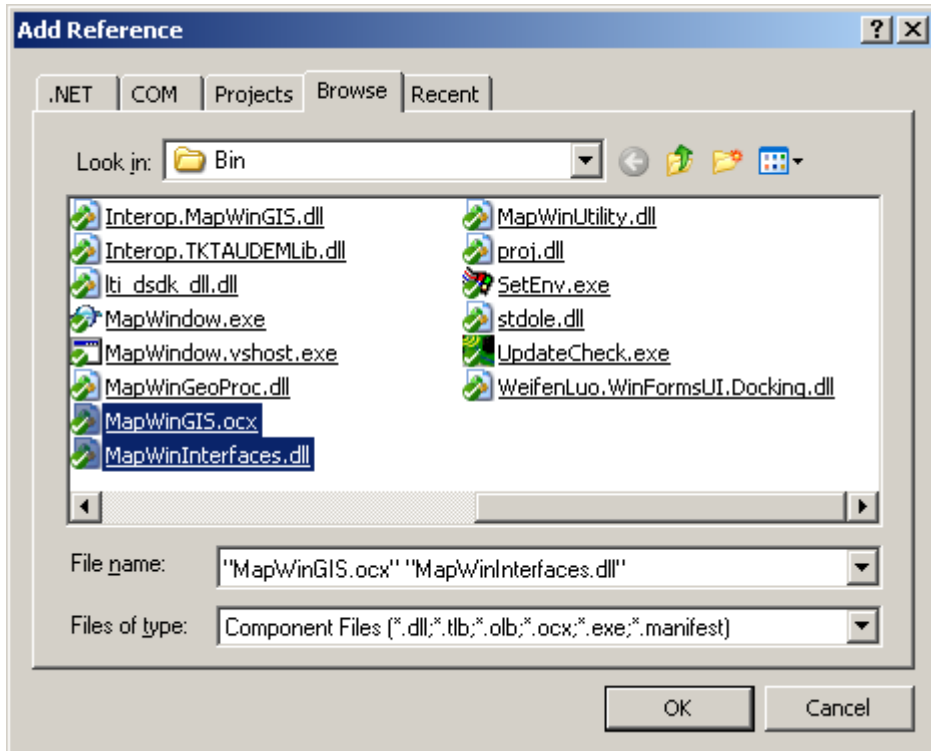 Add Reference
.NET COM Projects Browse Recent
Look in: Bin
Interop.MapWinGIS.dll
Interop.TKTAUDEMLib.dll
lti_dsdk_dll.dll
MapWindow.exe
MapWindow.vshost.exe
MapWinGeoProc.dll
MapWinGIS.ocx
MapWinInterfaces.dll
MapWinUtility.dll
proj.dll
SetEnv.exe
stdole.dll
UpdateCheck.exe
WeifenLuo.WinFormsUI.Docking.dll
File name: "MapWinGIS.ocx" "MapWinInterfaces.dll"
Files of type: Component Files (*.dll;*.tlb;*.olb;*.ocx;*.exe;*.manifest)
OK Cancel